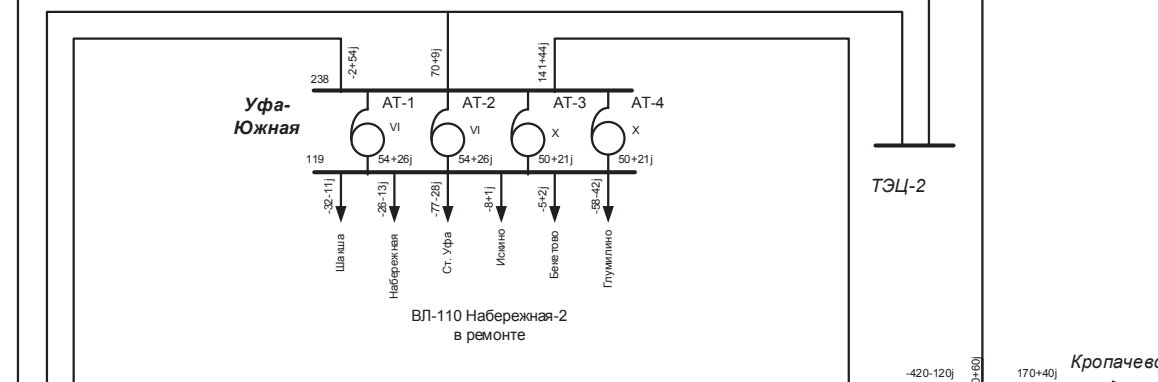 -2+54j
70+9j
141+44j
238
Уфа-
Южная
АТ-1
АТ-2
АТ-3
АТ-4
VI
VI
X
X
119
54+26j
54+26j
50+21j
50+21j
ТЭЦ-2
-32-11j
-26-13j
-77-28j
-8+1j
-5+2j
-58-42j
Шакша
Набережная
Ст. Уфа
Искино
Бекетово
Глумилино
ВЛ-110 Набережная-2
в ремонте
-420-120j
0+60j
170+40j
Кропачево